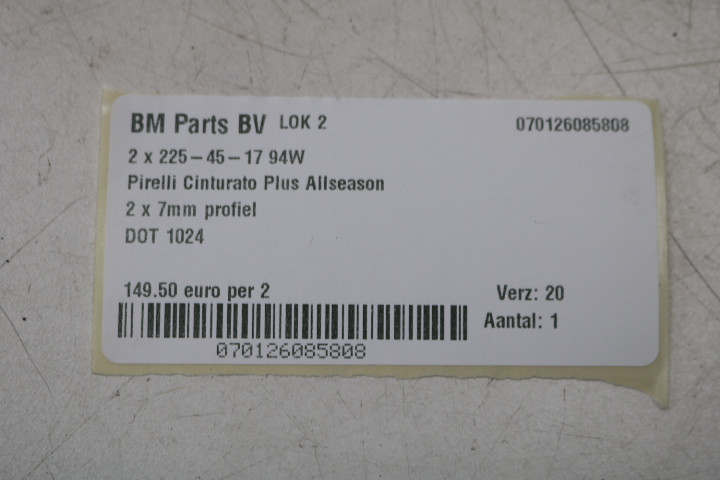 BM Parts BV LOK 2 070126085808
2 x 225-45-17 94W
Pirelli Cinturato Plus Allseason
2 x 7mm profiel
DOT 1024
149.50 euro per 2 Verz: 20
Aantal: 1
070126085808